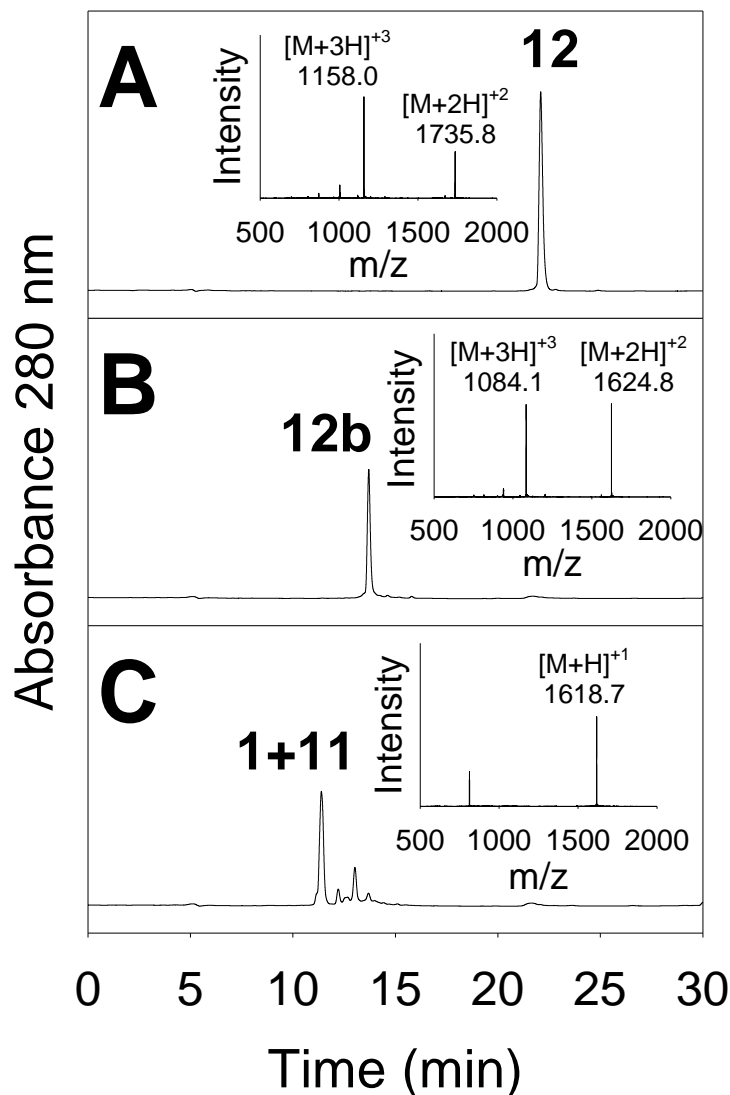 Absorbance 280 nm
A
[M+3H]+3
1158.0
[M+2H]+2
1735.8
12
Intensity
500 1000 1500 2000
m/z
B
[M+3H]+3 [M+2H]+2
1084.1 1624.8
12b
Intensity
500 1000 1500 2000
m/z
C
[M+H]+1
1618.7
1+11
Intensity
500 1000 1500 2000
m/z
0 5 10 15 20 25 30
Time (min)